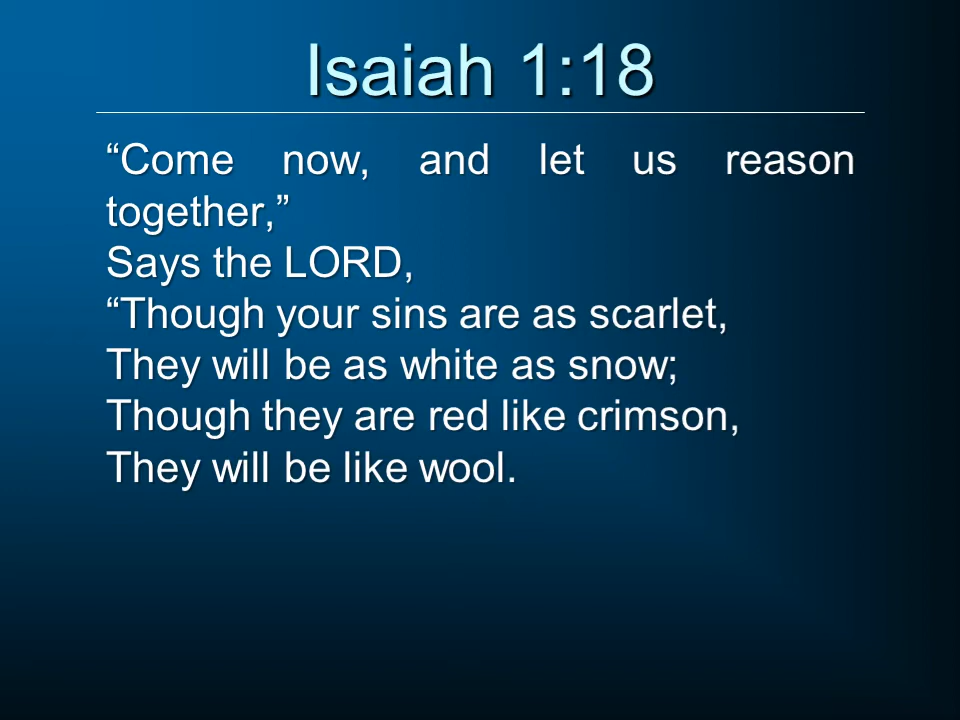 Isaiah 1:18
“Come now, and let us reason
together,”
Says the LORD,
“Though your sins are as scarlet,
They will be as white as snow;
Though they are red like crimson,
They will be like wool.